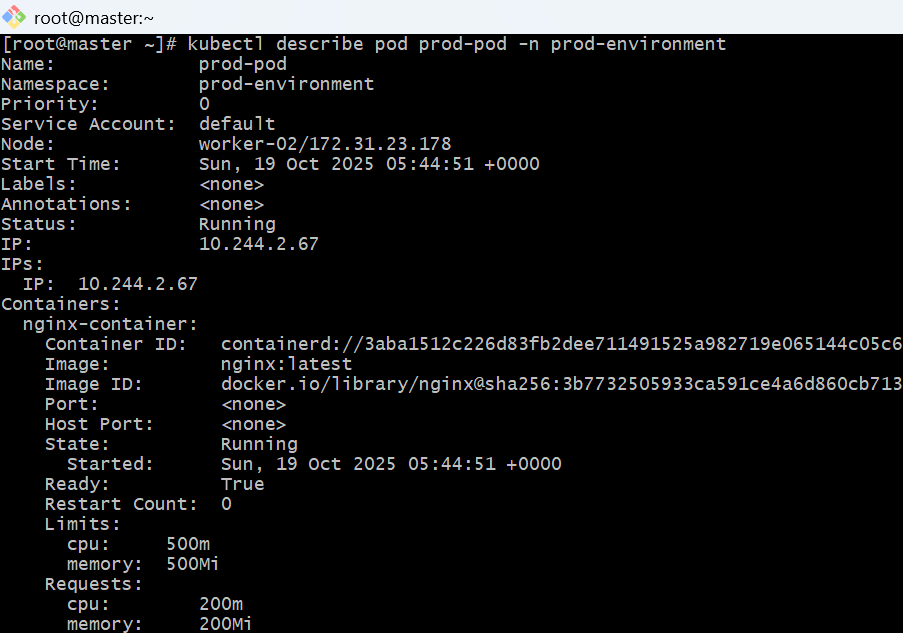 root@master:~
[root@master ~]# kubectl describe pod prod-pod -n prod-environment
Name:             prod-pod
Namespace:        prod-environment
Priority:         0
Service Account:  default
Node:             worker-02/172.31.23.178
Start Time:       Sun, 19 Oct 2025 05:44:51 +0000
Labels:           <none>
Annotations:      <none>
Status:           Running
IP:               10.244.2.67
IPs:
  IP:  10.244.2.67
Containers:
  nginx-container:
    Container ID:   containerd://3aba1512c226d83fb2dee711491525a982719e065144c05c6
    Image:          nginx:latest
    Image ID:       docker.io/library/nginx@sha256:3b7732505933ca591ce4a6d860cb713
    Port:           <none>
    Host Port:      <none>
    State:          Running
      Started:      Sun, 19 Oct 2025 05:44:51 +0000
    Ready:          True
    Restart Count:  0
    Limits:
      cpu:     500m
      memory:  500Mi
    Requests:
      cpu:        200m
      memory:     200Mi